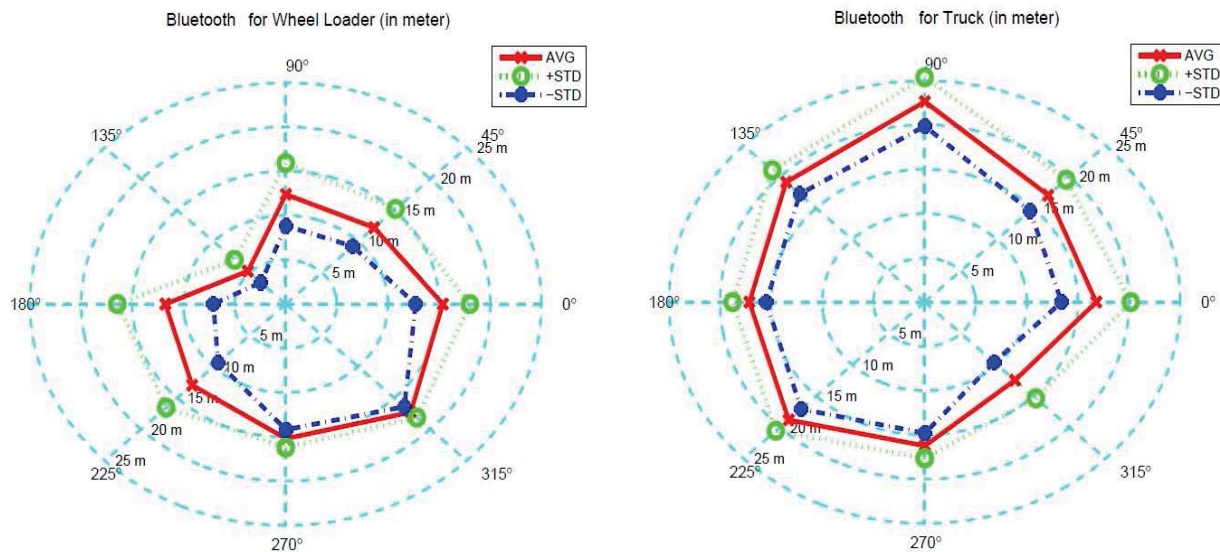 Bluetooth for Wheel Loader (in meter)
AVG
+STD
−STD
90°
135°
45°
25 m
20 m
15 m
10 m
5 m
180°
0°
5 m
10 m
15 m
20 m
25 m
225°
315°
270°
Bluetooth for Truck (in meter)
AVG
+STD
−STD
90°
135°
45°
25 m
20 m
15 m
10 m
5 m
180°
0°
5 m
10 m
15 m
20 m
25 m
225°
315°
270°